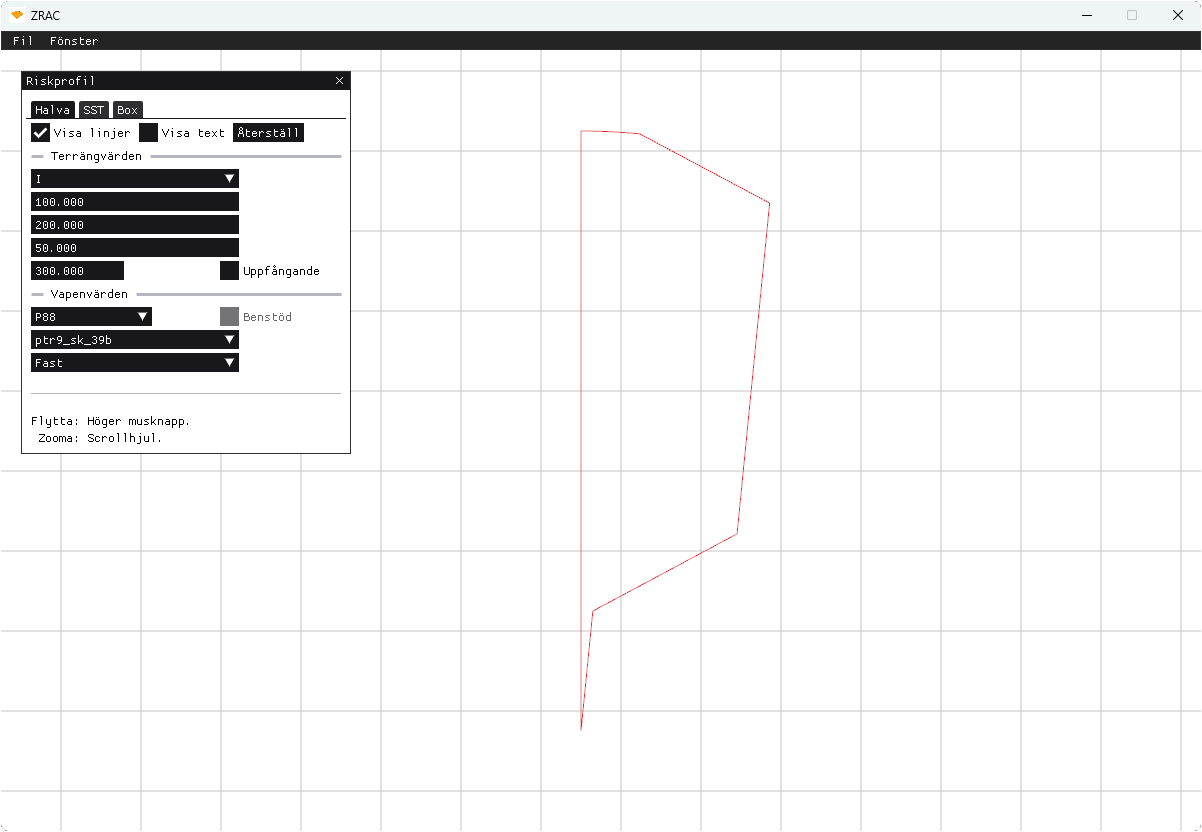 ZRAC
Fil Fönster
Riskprofil
Halva SST Box
Visa linjer Visa text Återställ
Terrängvärden
I
100.000
200.000
50.000
300.000 Uppfångande
Vapenvärden
P88 Benstöd
ptr9_sk_39b
Fast
Flytta: Höger musknapp.
Zooma: Scrollhjul.